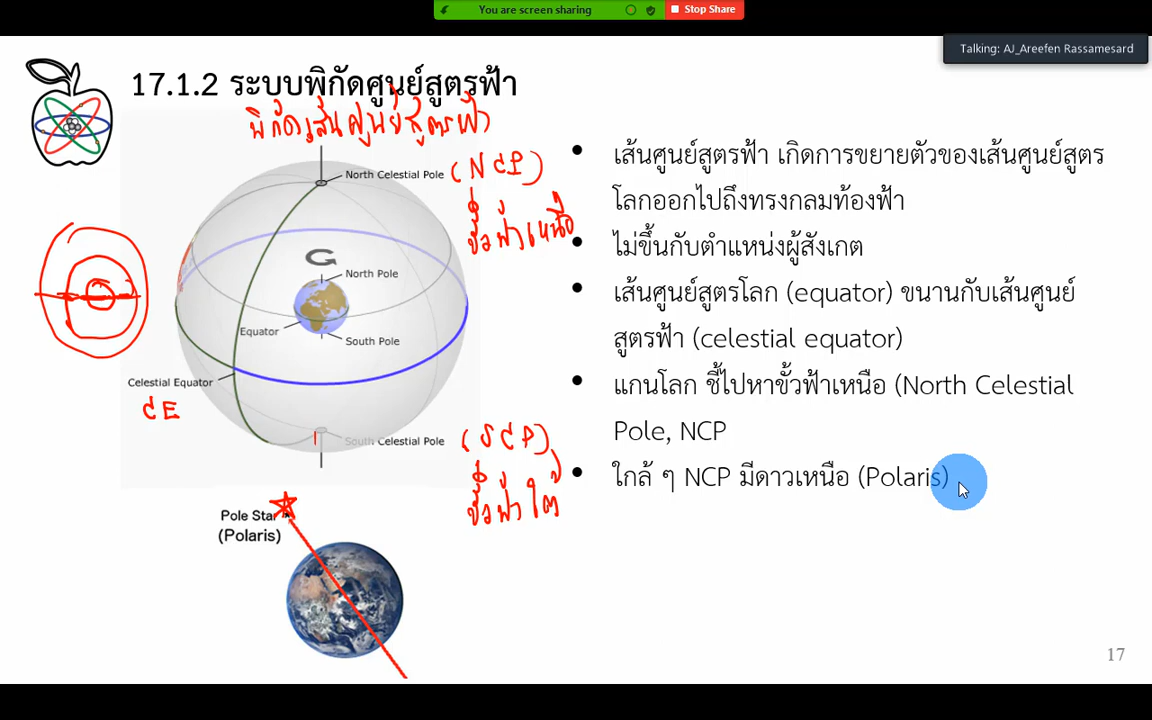 You are screen sharing
Stop Share
Talking: AJ_Areefen Rassamesard
17.1.2 ระบบพิกัดศูนย์สูตรฟ้า
พิกัดเส้นศูนย์สูตรฟ้า
North Celestial Pole
(NCP)
ขั้วฟ้าเหนือ
North Pole
Equator
South Pole
Celestial Equator
CE
South Celestial Pole
(SCP)
ขั้วฟ้าใต้
Pole Star
(Polaris)
• เส้นศูนย์สูตรฟ้า เกิดการขยายตัวของเส้นศูนย์สูตร
โลกออกไปถึงทรงกลมท้องฟ้า
• ไม่ขึ้นกับตำแหน่งผู้สังเกต
• เส้นศูนย์สูตรโลก (equator) ขนานกับเส้นศูนย์
สูตรฟ้า (celestial equator)
• แกนโลก ชี้ไปหาขั้วฟ้าเหนือ (North Celestial
Pole, NCP
• ใกล้ ๆ NCP มีดาวเหนือ (Polaris)
17